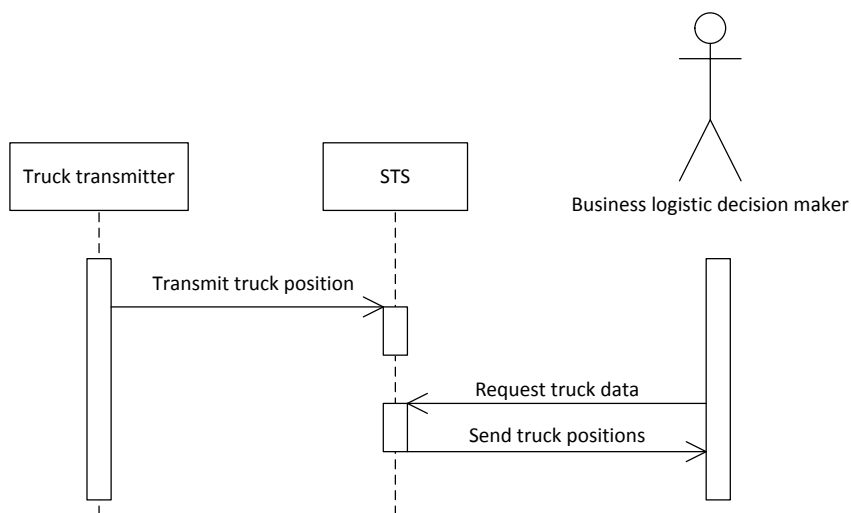 Truck transmitter
STS
Business logistic decision maker
Transmit truck position
Request truck data
Send truck positions